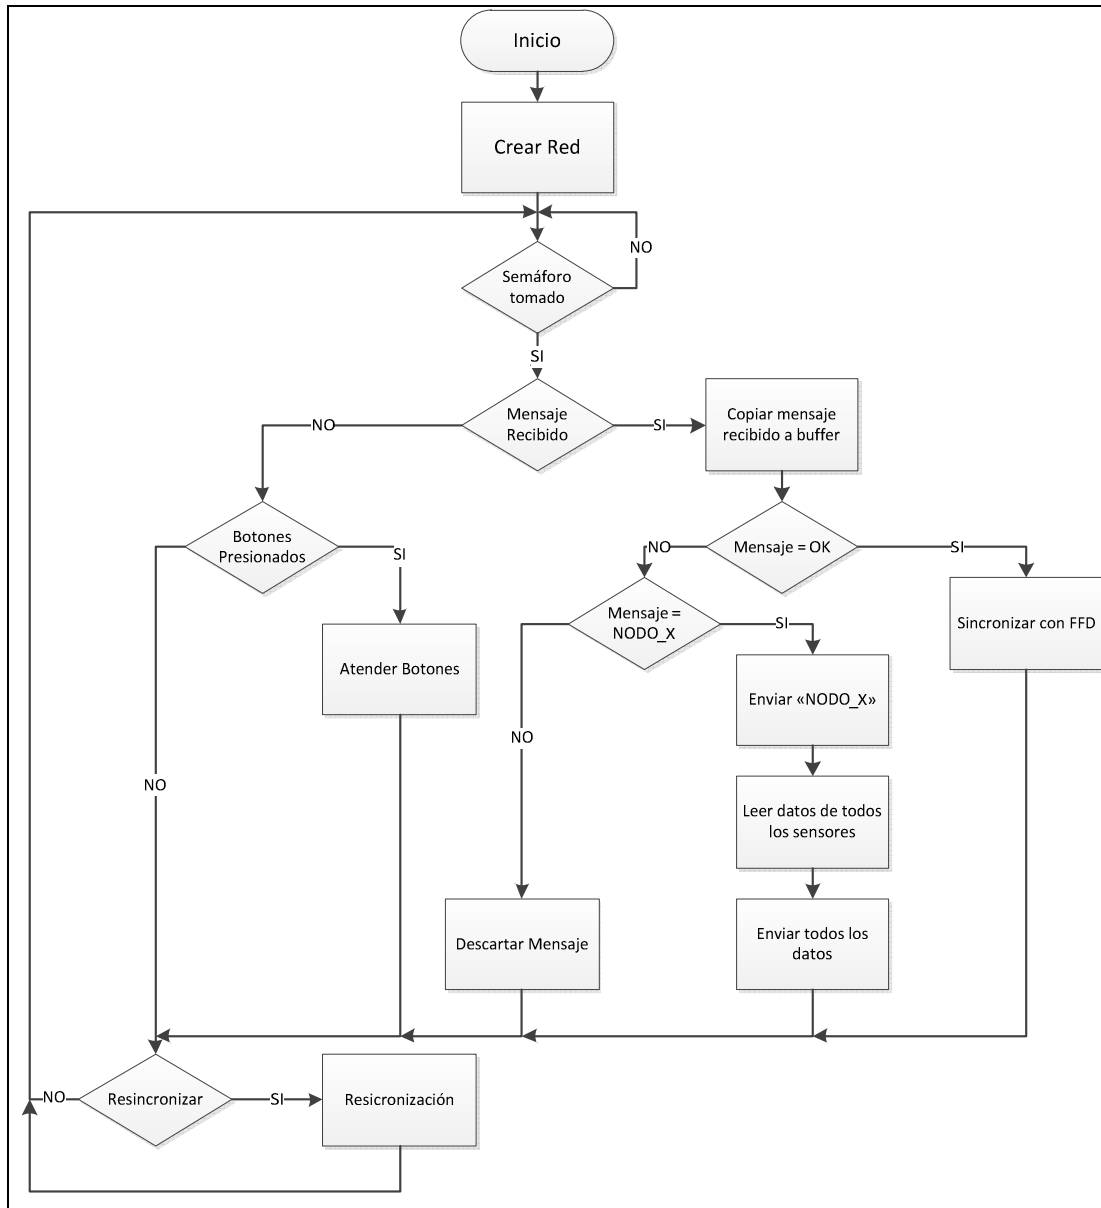 Inicio
Crear Red
NO
Semáforo
tomado
SI
Mensaje
Recibido
NO
SI
Copiar mensaje
recibido a buffer
Botones
Presionados
SI
Mensaje = OK
NO
SI
Mensaje =
NODO_X
SI
Sincronizar con FFD
Atender Botones
Enviar «NODO_X»
NO
NO
Leer datos de todos
los sensores
Descartar Mensaje
Enviar todos los
datos
NO
Resincronizar
SI
Resicronización